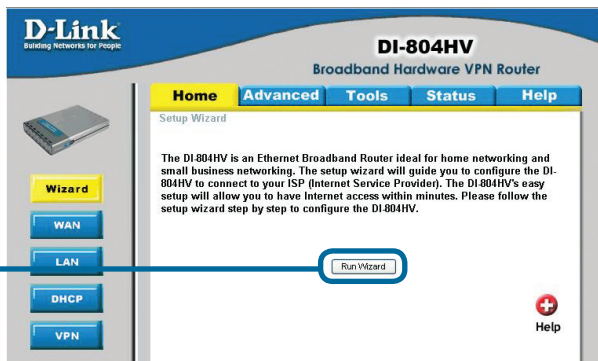 D-Link
Building Networks for People
DI-804HV
Broadband Hardware VPN Router
Home Advanced Tools Status Help
Setup Wizard
The DI-804HV is an Ethernet Broadband Router ideal for home networking and
small business networking. The setup wizard will guide you to configure the DI-
804HV to connect to your ISP (Internet Service Provider). The DI-804HV's easy
setup will allow you to have Internet access within minutes. Please follow the
setup wizard step by step to configure the DI-804HV.
Wizard
WAN
LAN
DHCP
VPN
Run Wizard
Help